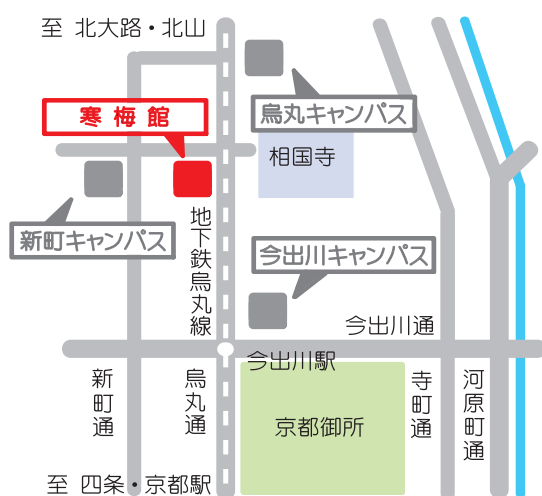 至 北大路・北山
烏丸キャンパス
寒梅館
相国寺
新町キャンパス
地下鉄烏丸線
今出川キャンパス
今出川通
今出川駅
新町通
烏丸通
寺町通
河原町通
京都御所
至 四条・京都駅